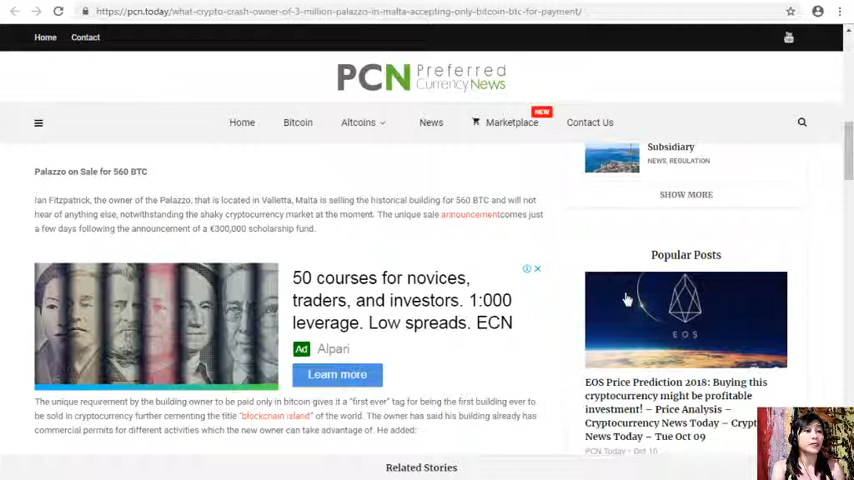 https://pcn.today/what-crypto-crash-owner-of-3-million-palazzo-in-malta-accepting-only-bitcoin-btc-for-payment/
Home Contact
PCN Preferred
Currency News
Home Bitcoin Altcoins News Marketplace NEW Contact Us
Palazzo on Sale for 560 BTC
Ian Fitzpatrick, the owner of the Palazzo, that is located in Valletta, Malta is selling the historical building for 560 BTC and will not
hear of anything else, notwithstanding the shaky cryptocurrency market at the moment. The unique sale announcementcomes just
a few days following the announcement of a €300,000 scholarship fund.
50 courses for novices,
traders, and investors. 1:000
leverage. Low spreads. ECN
Ad Alpari
Learn more
The unique requirement by the building owner to be paid only in bitcoin gives it a "first ever" tag for being the first building ever to
be sold in cryptocurrency further cementing the title "blockchain island" of the world. The owner has said his building already has
commercial permits for different activities which the new owner can take advantage of. He added:
Related Stories
Subsidiary
NEWS, REGULATION
SHOW MORE
Popular Posts
EOS
EOS Price Prediction 2018: Buying this
cryptocurrency might be profitable
investment! – Price Analysis –
Cryptocurrency News Today – Crypt
News Today – Tue Oct 09
PCN Today - Oct 10